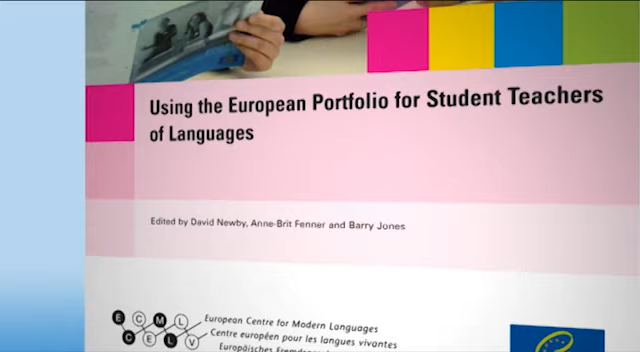 Using the European Portfolio for Student Teachers
of Languages
Edited by David Newby, Anne-Brit Fenner and Barry Jones
E C M L
C E L V
European Centre for Modern Languages
Centre européen pour les langues vivantes
Europäisches